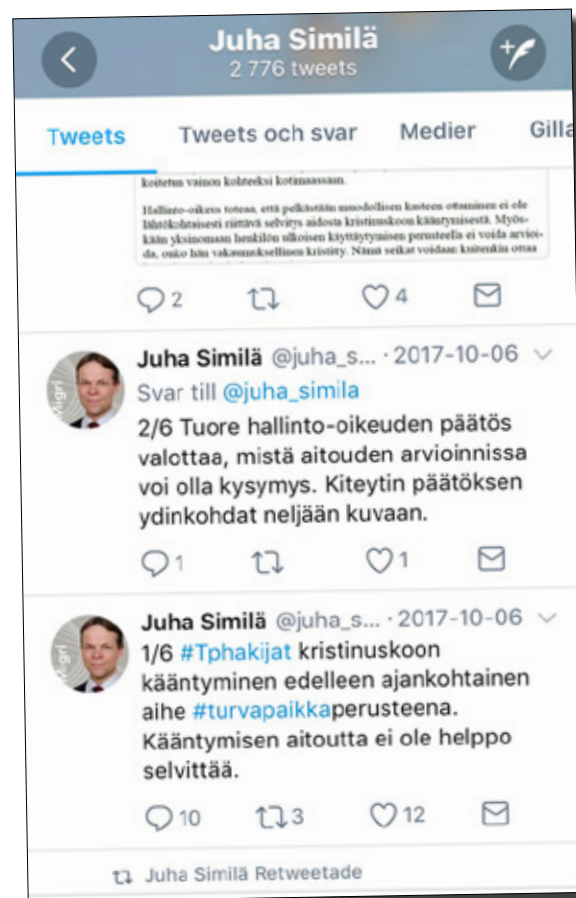 Juha Similä
2 776 tweets
Tweets
Tweets och svar
Medier
Gilla
koitetun vainon kohteeksi kotimaassain.
Hallinto-oikeus toteaa, että pelkästään muodollisen kasteen ottaminen ei ole
lähtökohtaisesti riittävä selvitys aidosta kristinuskoon kääntymisestä. Myös-
kään yksinomaan henkilön ulkoisen käyttäytymisen perusteella ei voida arvioi-
da, onko hän vakaumuksellinen kristitty. Nämä seikat voidaan kuitenkin ottaa
2
4
Juha Similä @juha_s... · 2017-10-06
Migri
Svar till @juha_simila
2/6 Tuore hallinto-oikeuden päätös
valottaa, mistä aitouden arvioinnissa
voi olla kysymys. Kiteytin päätöksen
ydinkohdat neljään kuvaan.
1
1
Juha Similä @juha_s... · 2017-10-06
Migri
1/6 #Tphakijat kristinuskoon
kääntyminen edelleen ajankohtainen
aihe #turvapaikkaperusteena.
Kääntymisen aitoutta ei ole helppo
selvittää.
10
3
12
Juha Similä Retweetade